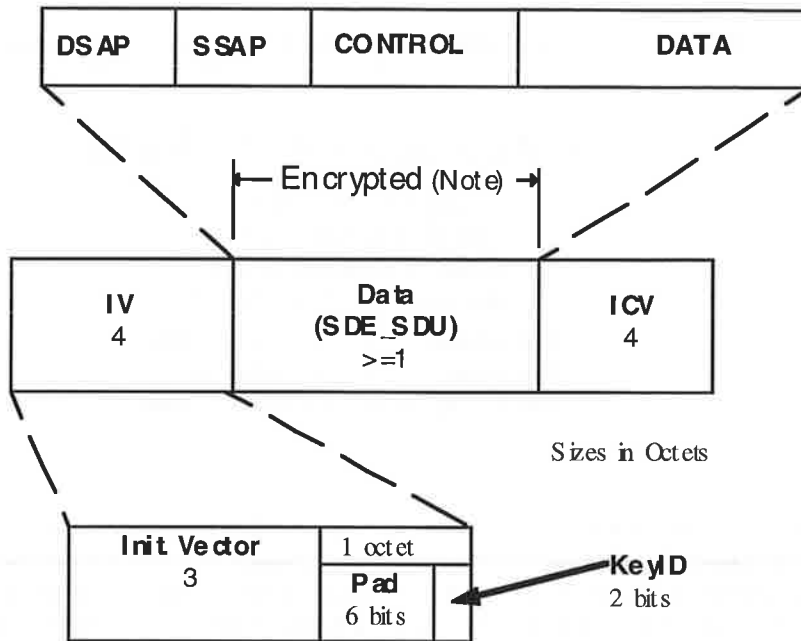 DSAP SSAP CONTROL DATA
Encrypted (Note)
IV
4
Data
(SDE_SDU)
>=1
ICV
4
Sizes in Octets
Init. Vector
3
1 octet
Pad
6 bits
KeyID
2 bits